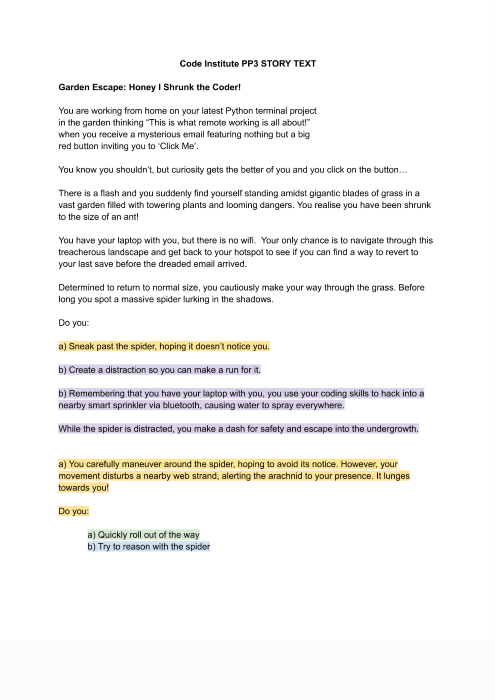 Code Institute PP3 STORY TEXT
Garden Escape: Honey I Shrunk the Coder!
You are working from home on your latest Python terminal project
in the garden thinking “This is what remote working is all about!”
when you receive a mysterious email featuring nothing but a big
red button inviting you to ‘Click Me’.
You know you shouldn’t, but curiosity gets the better of you and you click on the button…
There is a flash and you suddenly find yourself standing amidst gigantic blades of grass in a
vast garden filled with towering plants and looming dangers. You realise you have been shrunk
to the size of an ant!
You have your laptop with you, but there is no wifi.  Your only chance is to navigate through this
treacherous landscape and get back to your hotspot to see if you can find a way to revert to
your last save before the dreaded email arrived.
Determined to return to normal size, you cautiously make your way through the grass. Before
long you spot a massive spider lurking in the shadows.
Do you:
a) Sneak past the spider, hoping it doesn’t notice you.
b) Create a distraction so you can make a run for it.
b) Remembering that you have your laptop with you, you use your coding skills to hack into a
nearby smart sprinkler via bluetooth, causing water to spray everywhere.
While the spider is distracted, you make a dash for safety and escape into the undergrowth.
a) You carefully maneuver around the spider, hoping to avoid its notice. However, your
movement disturbs a nearby web strand, alerting the arachnid to your presence. It lunges
towards you!
Do you:
a) Quickly roll out of the way
b) Try to reason with the spider